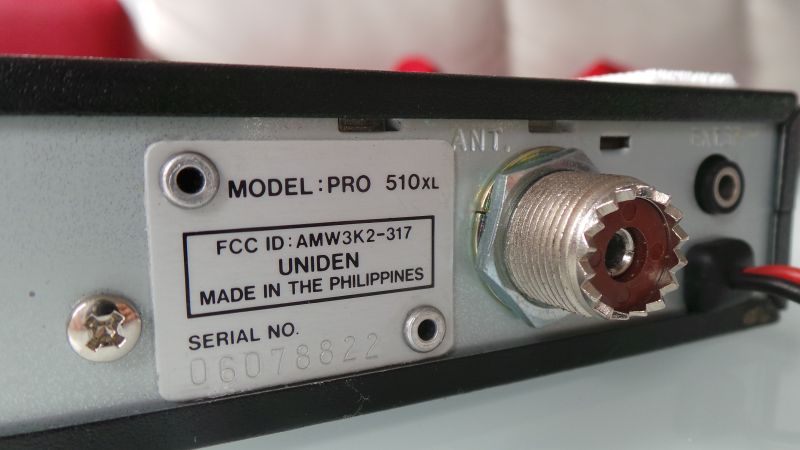 ANT.
MODEL: PRO 510XL
FCC ID: AMW3K2-317
UNIDEN
MADE IN THE PHILIPPINES
SERIAL NO.
06078822